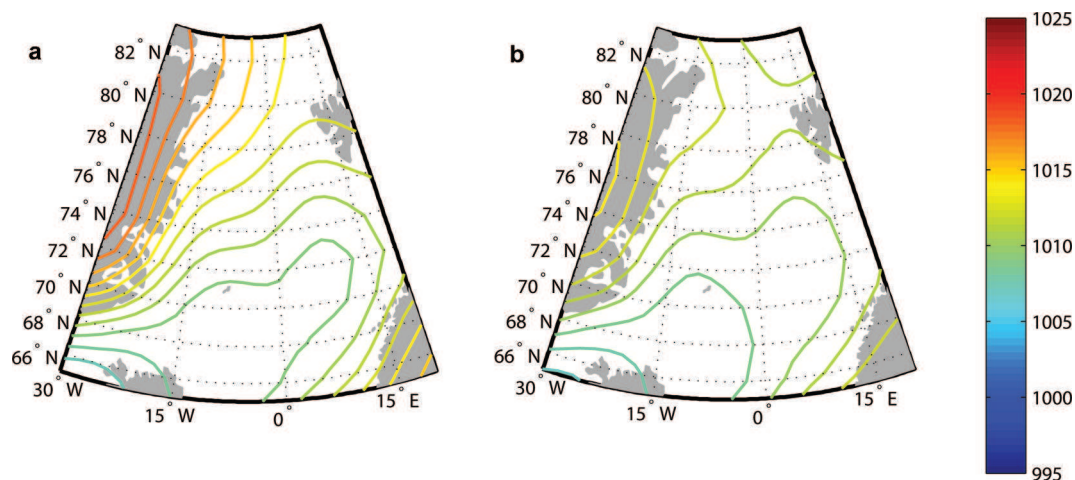 a
82° N
80° N
78° N
76° N
74° N
72° N
70° N
68° N
66° N
30° W
15° W
0°
15° E
b
82° N
80° N
78° N
76° N
74° N
72° N
70° N
68° N
66° N
30° W
15° W
0°
15° E
1025
1020
1015
1010
1005
1000
995